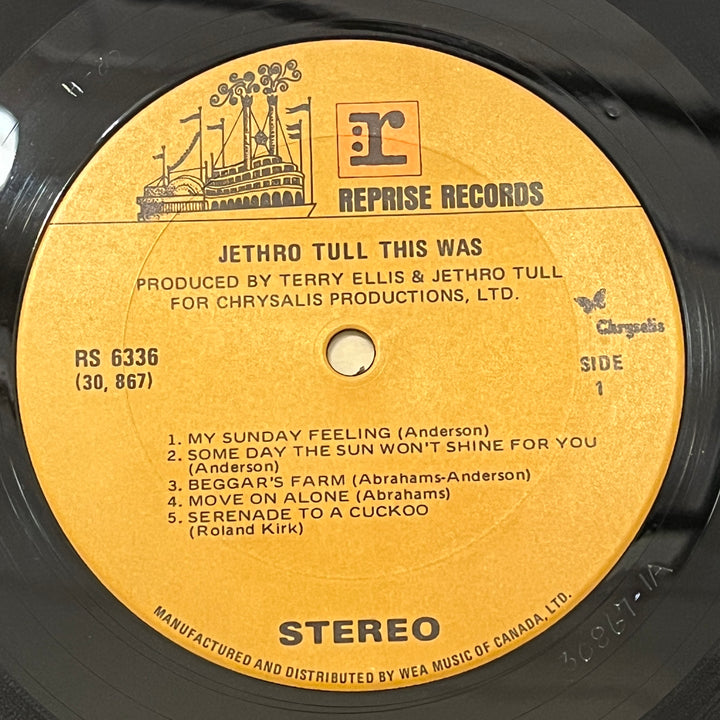 H-20
r
REPRISE RECORDS
JETHRO TULL THIS WAS
PRODUCED BY TERRY ELLIS & JETHRO TULL
FOR CHRYSALIS PRODUCTIONS, LTD.
Chrysalis
RS 6336
(30, 867)
SIDE
1
1. MY SUNDAY FEELING (Anderson)
2. SOME DAY THE SUN WON'T SHINE FOR YOU
(Anderson)
3. BEGGAR'S FARM (Abrahams-Anderson)
4. MOVE ON ALONE (Abrahams)
5. SERENADE TO A CUCKOO
(Roland Kirk)
STEREO
MANUFACTURED AND DISTRIBUTED BY WEA MUSIC OF CANADA, LTD.
30867-1A